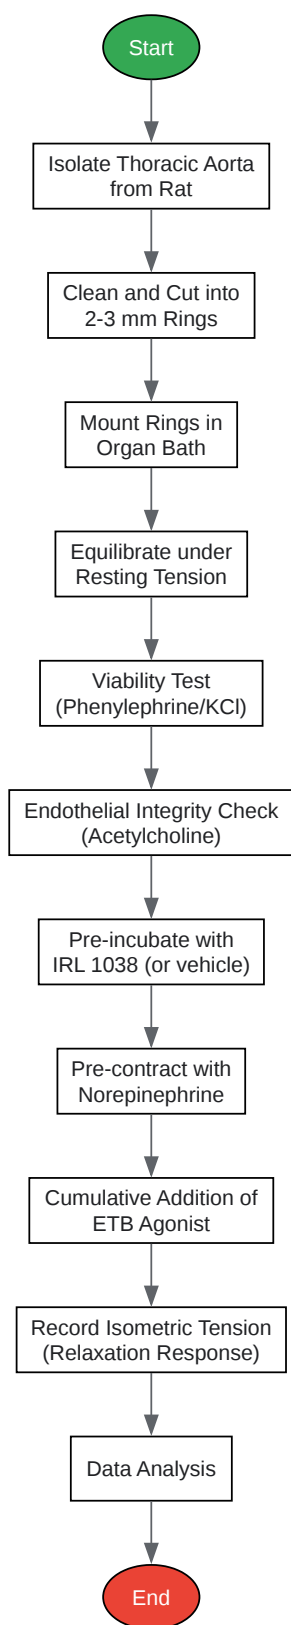 Start
Isolate Thoracic Aorta
from Rat
Clean and Cut into
2-3 mm Rings
Mount Rings in
Organ Bath
Equilibrate under
Resting Tension
Viability Test
(Phenylephrine/KCl)
Endothelial Integrity Check
(Acetylcholine)
Pre-incubate with
IRL 1038 (or vehicle)
Pre-contract with
Norepinephrine
Cumulative Addition of
ETB Agonist
Record Isometric Tension
(Relaxation Response)
Data Analysis
End